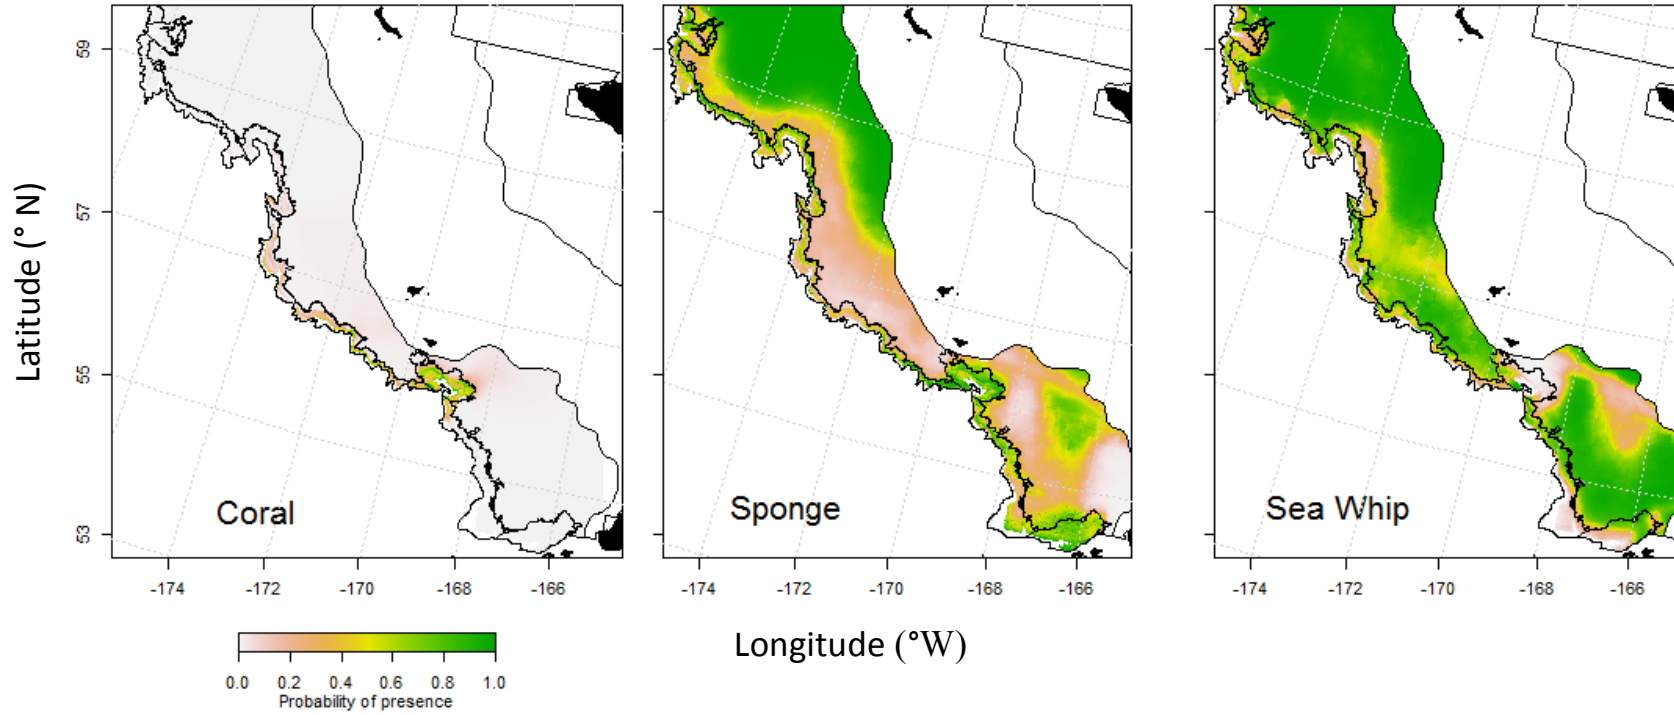 Latitude (° N)
59
57
55
53
Coral
Sponge
Sea Whip
-174 -172 -170 -168 -166
-174 -172 -170 -168 -166
-174 -172 -170 -168 -166
Longitude (°W)
0.0 0.2 0.4 0.6 0.8 1.0
Probability of presence